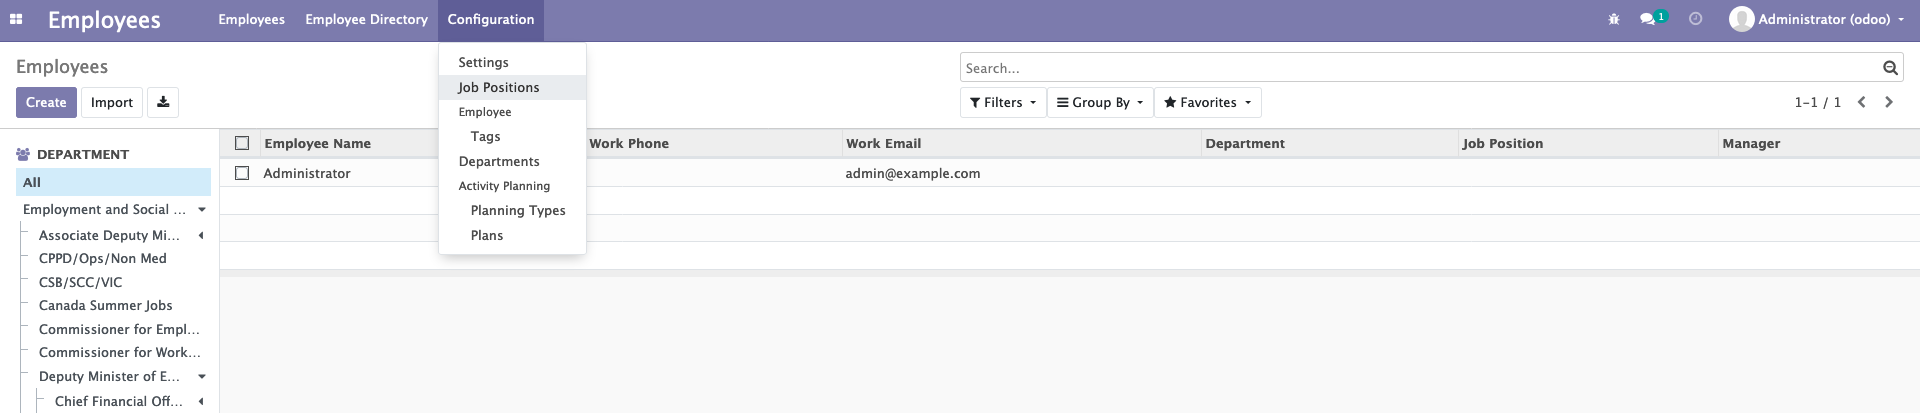 Employees Employees Employee Directory Configuration 1 Administrator (odoo)
Employees
Search...
Create Import
Filters Group By Favorites 1-1 / 1
Settings
Job Positions
Employee
Tags
Departments
Activity Planning
Planning Types
Plans
DEPARTMENT
All
Employment and Social ...
Associate Deputy Mi...
CPPD/Ops/Non Med
CSB/SCC/VIC
Canada Summer Jobs
Commissioner for Empl...
Commissioner for Work...
Deputy Minister of E...
Chief Financial Off...
Employee Name Work Phone Work Email Department Job Position Manager
Administrator admin@example.com